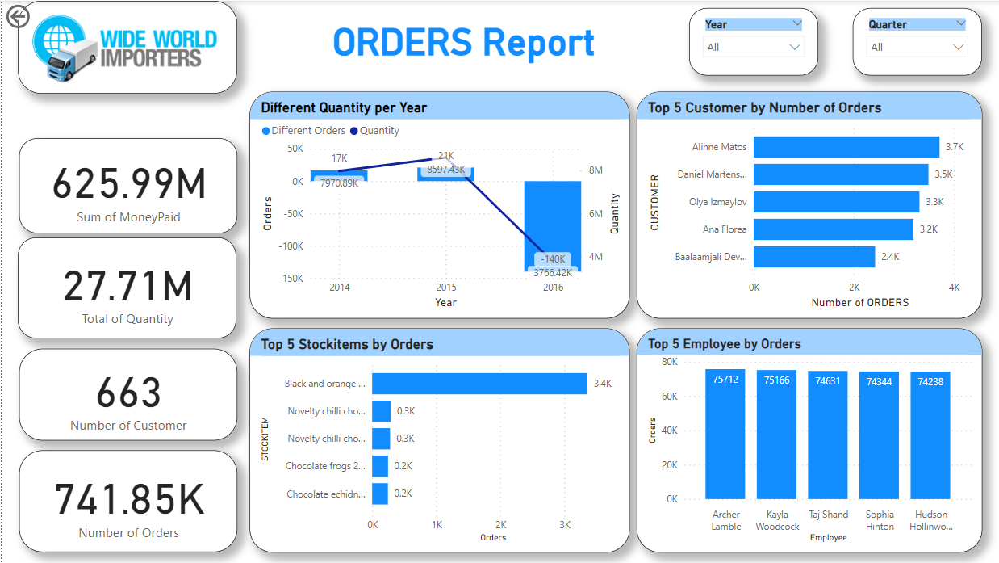 WIDE WORLD
IMPORTERS
ORDERS Report
Year
All
Quarter
All
625.99M
Sum of MoneyPaid
27.71M
Total of Quantity
663
Number of Customer
741.85K
Number of Orders
Different Quantity per Year
Different Orders Quantity
50K
0K
-50K
-100K
-150K
Orders
17K
7970.89K
21K
8597.43K
-140K
3766.42K
8M
6M
4M
Quantity
2014 2015 2016
Year
Top 5 Customer by Number of Orders
CUSTOMER
Alinne Matos 3.7K
Daniel Martens... 3.5K
Olya Izmaylov 3.3K
Ana Florea 3.2K
Baalaamjali Dev... 2.4K
0K 2K 4K
Number of ORDERS
Top 5 Stockitems by Orders
STOCKITEM
Black and orange ... 3.4K
Novelty chilli cho... 0.3K
Novelty chilli cho... 0.3K
Chocolate frogs 2... 0.2K
Chocolate echidn... 0.2K
0K 1K 2K 3K
Orders
Top 5 Employee by Orders
80K
60K
40K
20K
0K
Orders
75712 75166 74631 74344 74238
Archer Kayla Taj Shand Sophia Hudson
Lamble Woodcock Hinton Hollinwo...
Employee